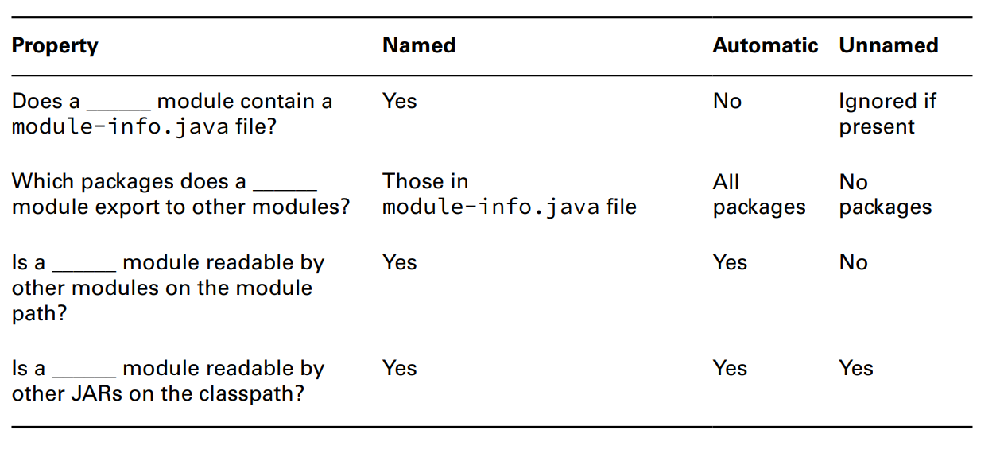 Property Named Automatic Unnamed
Does a ______ module contain a Yes No Ignored if
module-info.java file? present
Which packages does a ______ Those in All No
module export to other modules? module-info.java file packages packages
Is a ______ module readable by Yes Yes No
other modules on the module
path?
Is a ______ module readable by Yes Yes Yes
other JARs on the classpath?